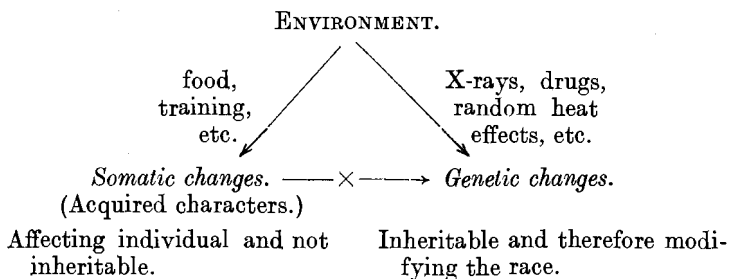 ENVIRONMENT.
food,
training,
etc.
X-rays, drugs,
random heat
effects, etc.
Somatic changes. × Genetic changes.
(Acquired characters.)
Affecting individual and not
inheritable.
Inheritable and therefore modi-
fying the race.